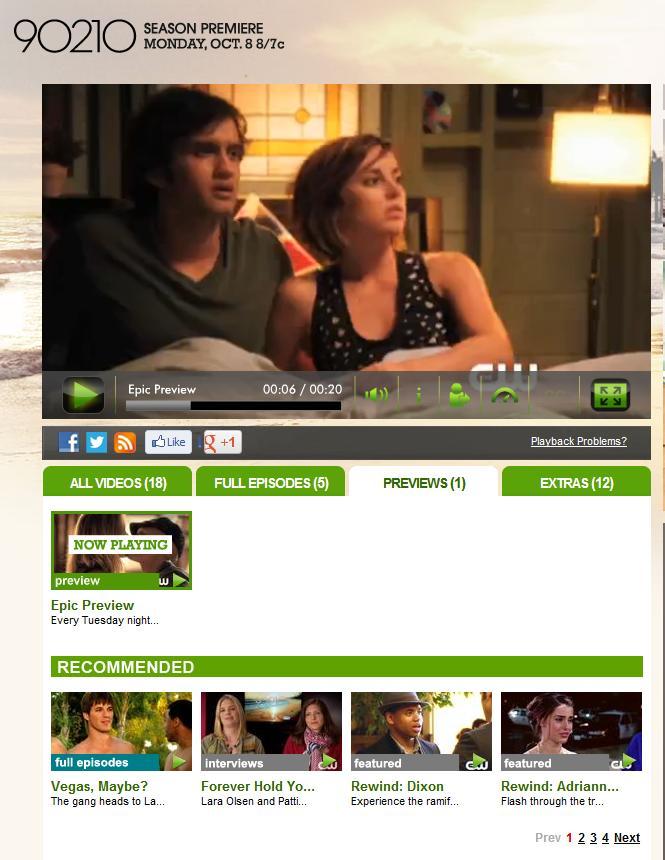 90210 SEASON PREMIERE
MONDAY, OCT. 8 8/7c
CW
Epic Preview 00:06 / 00:20
Like +1 Playback Problems?
ALL VIDEOS (18) FULL EPISODES (5) PREVIEWS (1) EXTRAS (12)
NOW PLAYING
preview
Epic Preview
Every Tuesday night...
RECOMMENDED
full episodes interviews featured featured
Vegas, Maybe? Forever Hold Yo... Rewind: Dixon Rewind: Adriann...
The gang heads to La... Lara Olsen and Patti... Experience the ramif... Flash through the tr...
Prev 1 2 3 4 Next